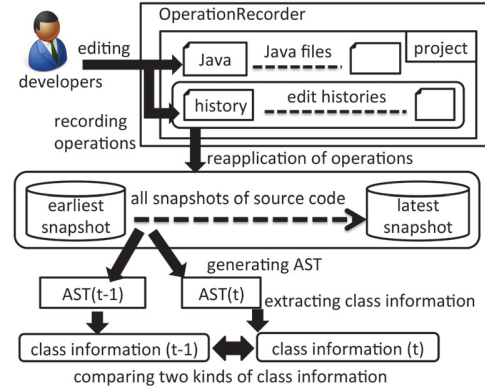 OperationRecorder
project
editing
Java
Java files
developers
history
edit histories
recording
operations
reapplication of operations
earliest
snapshot
all snapshots of source code
latest
snapshot
generating AST
AST(t-1)
AST(t)
extracting class information
class information (t-1)
class information (t)
comparing two kinds of class information